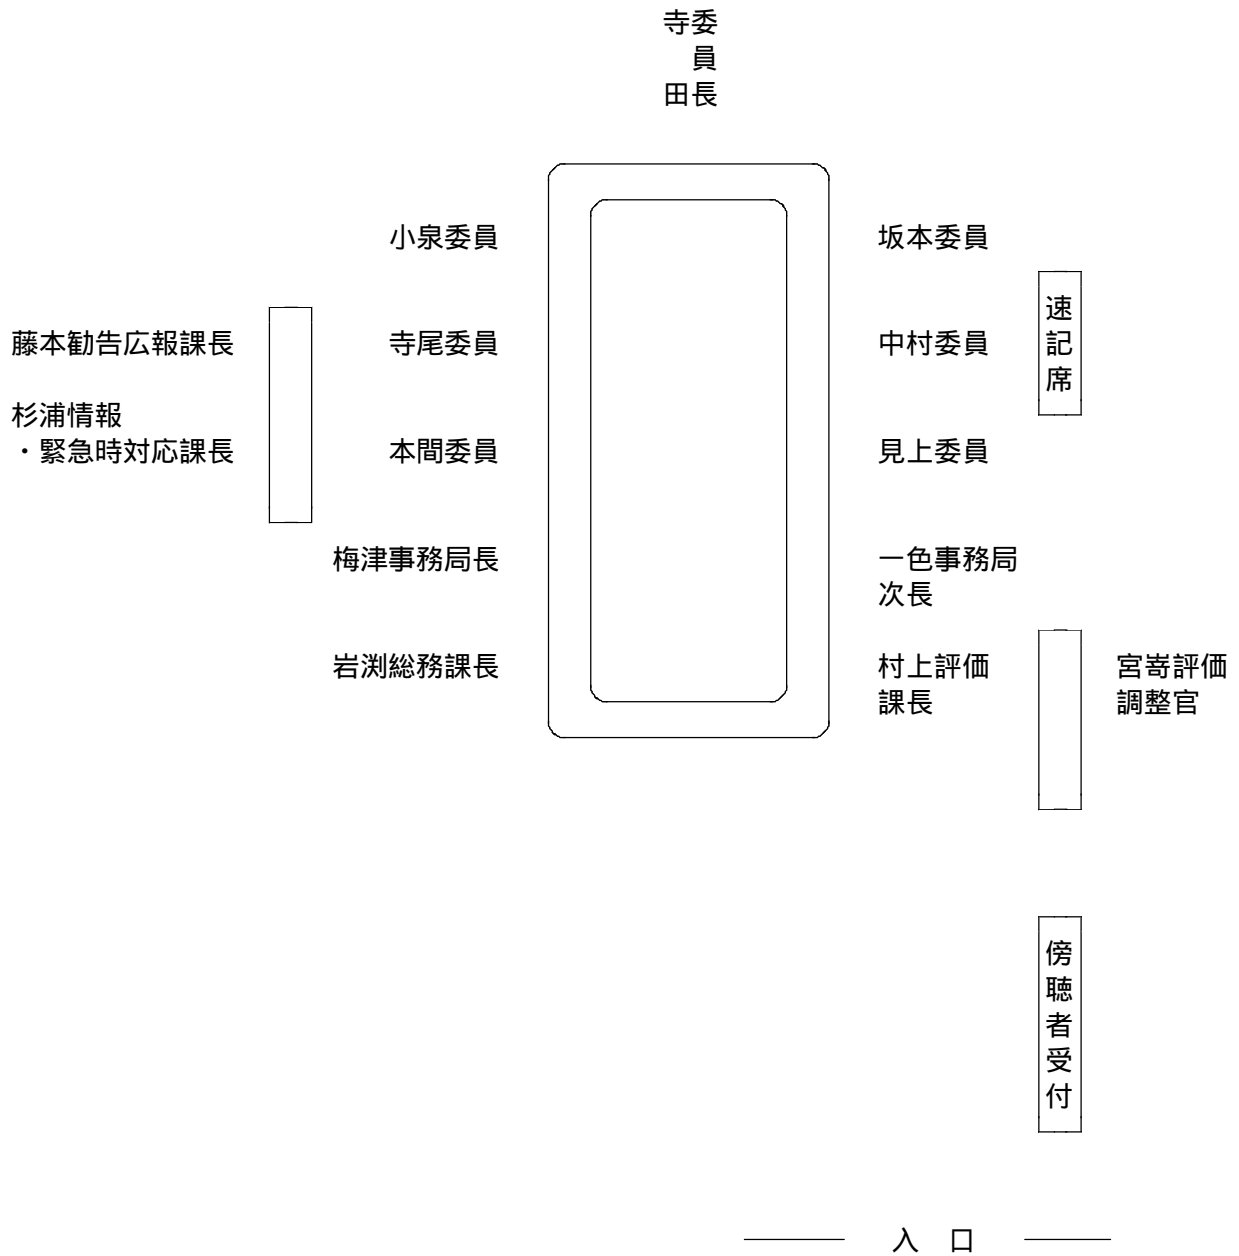 寺田
委員長
小泉委員
坂本委員
速記席
藤本勧告広報課長
寺尾委員
中村委員
杉浦情報
・緊急時対応課長
本間委員
見上委員
梅津事務局長
一色事務局
次長
岩渕総務課長
村上評価
課長
宮嵜評価
調整官
傍聴者受付
入 口